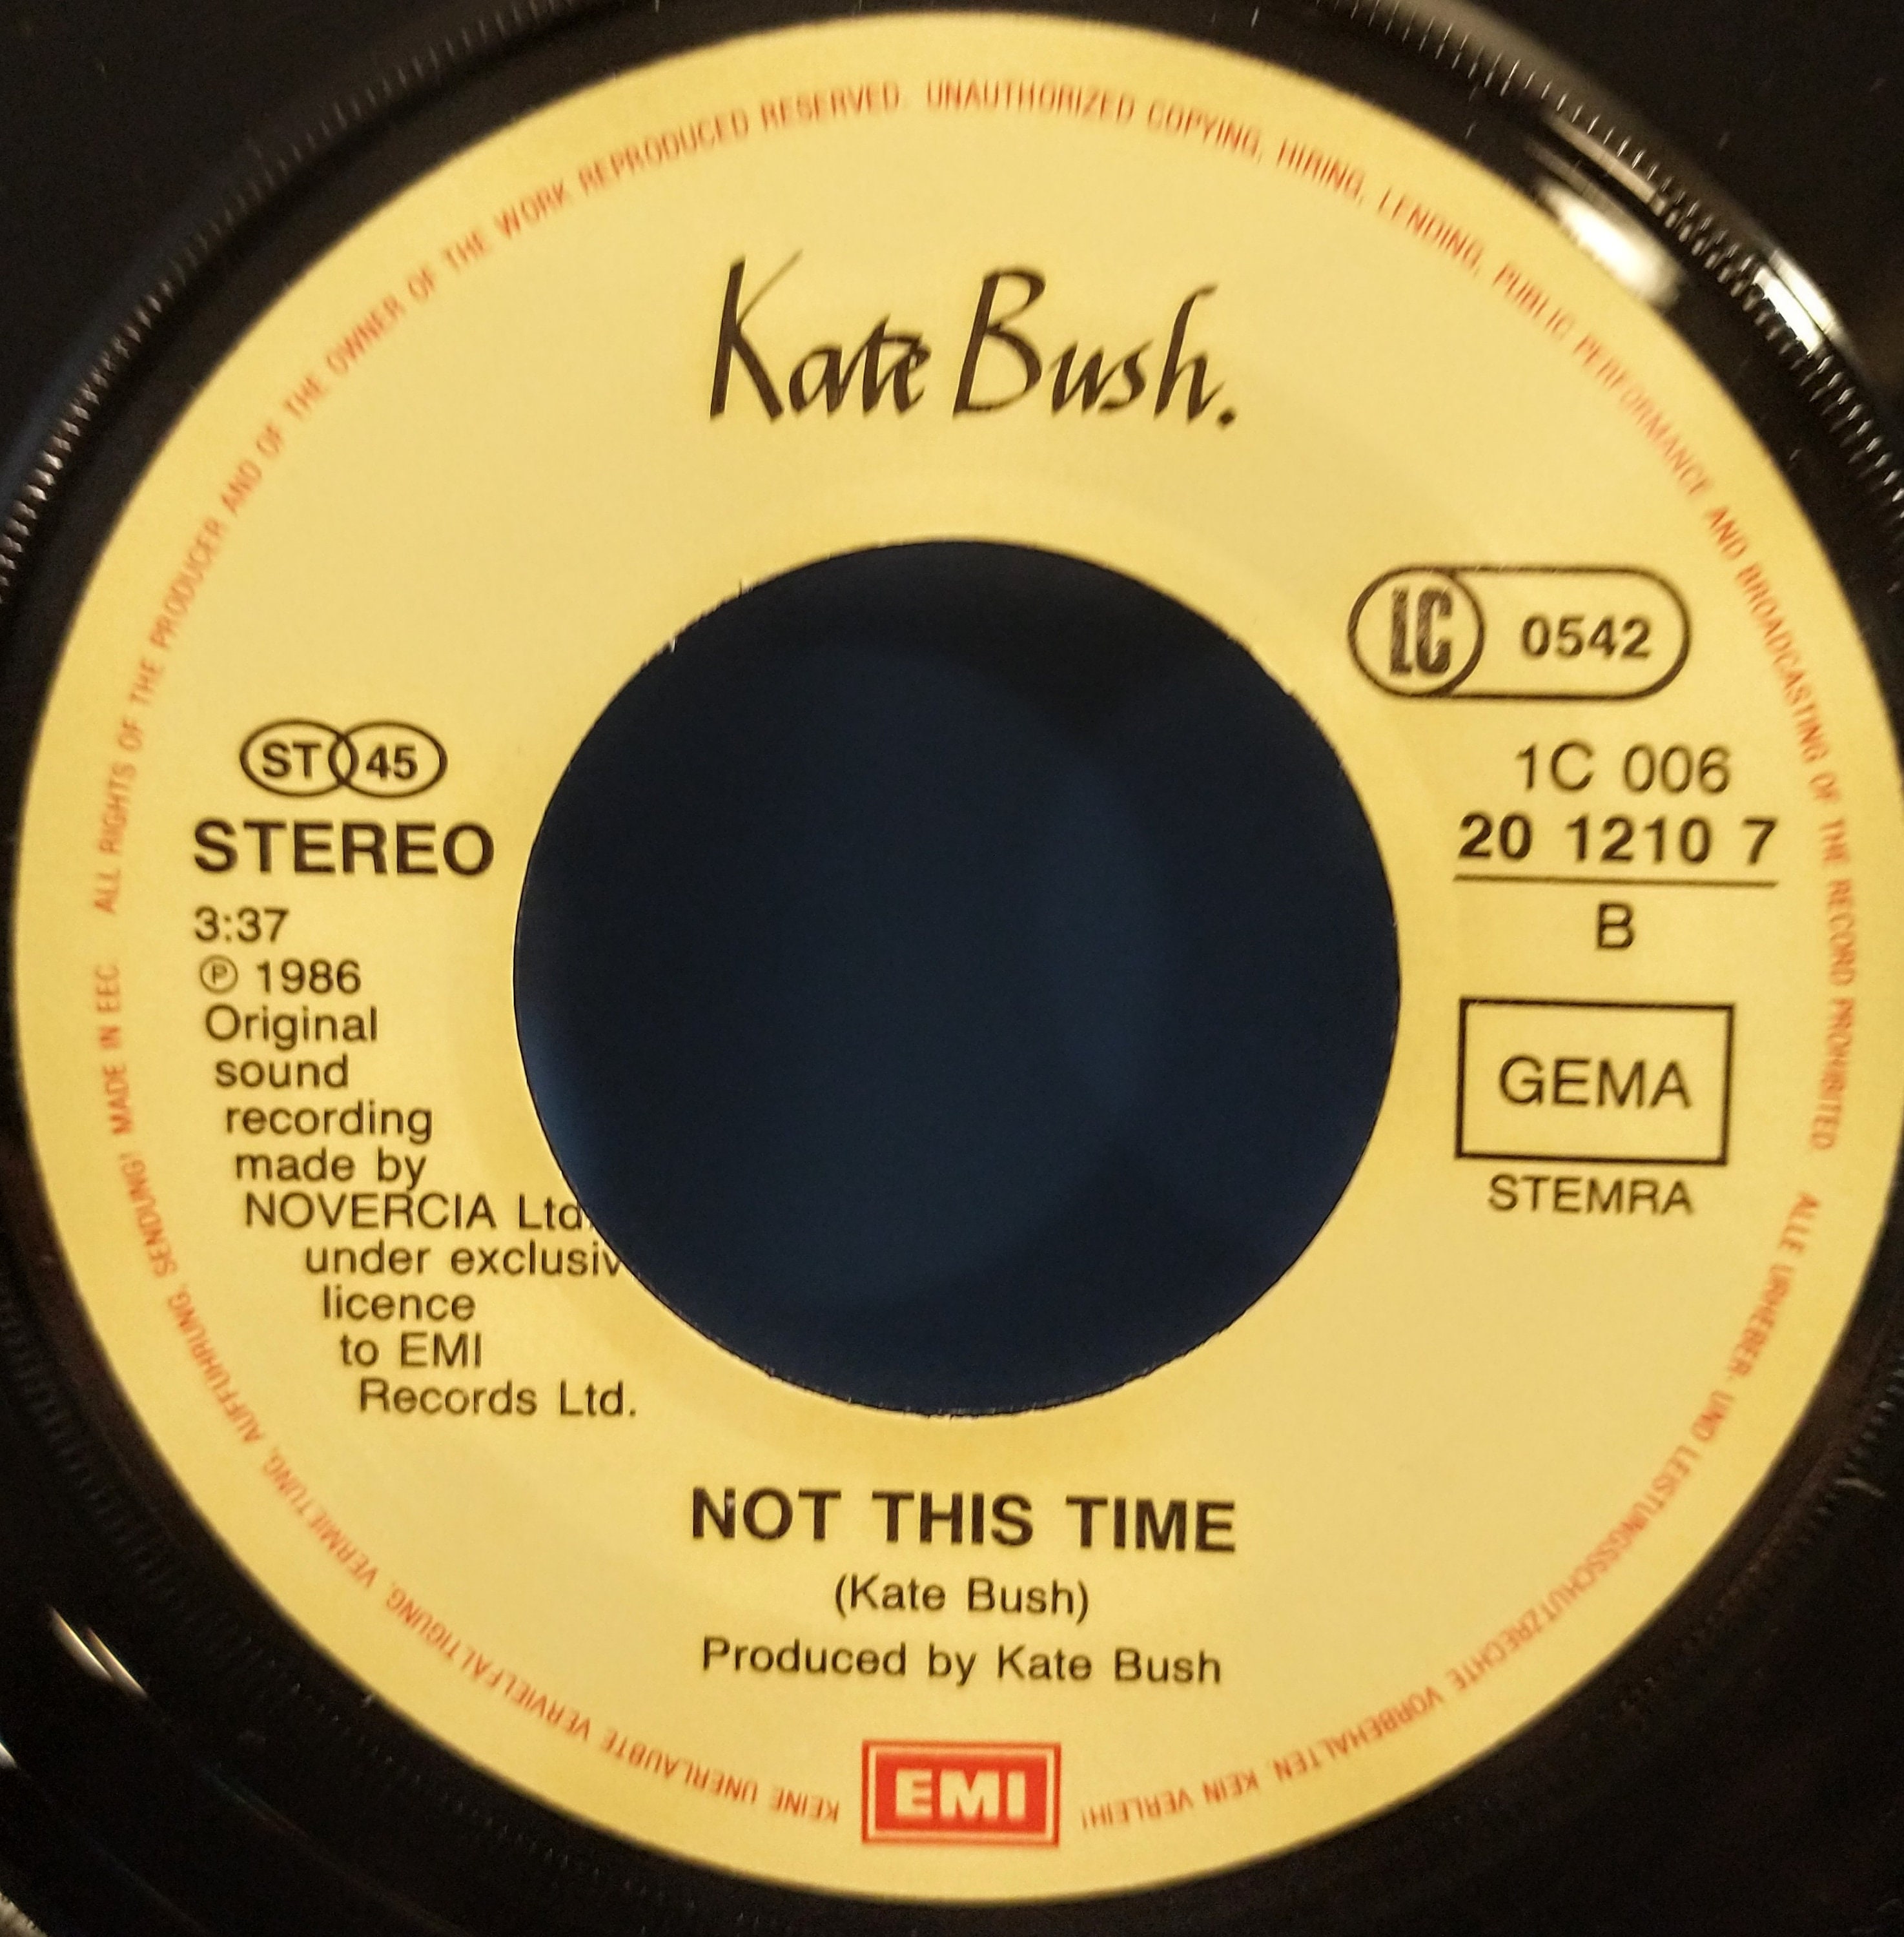 ALL RIGHTS OF THE PRODUCER AND OF THE OWNER OF THE WORK REPRODUCED RESERVED UNAUTHORIZED COPYING, HIRING, LENDING, PUBLIC PERFORMANCE AND BROADCASTING OF THE RECORD PROHIBITED
ALLE URHEBER- UND LEISTUNGSSCHUTZRECHTE VORBEHALTEN. KEIN VERLEIH!
KEINE UNERLAUBTE VERVIELFÄLTIGUNG, VERMIETUNG, AUFFÜHRUNG, SENDUNG! MADE IN EEC
Kate Bush.
LC 0542
ST 45
STEREO
3:37
℗ 1986
Original
sound
recording
made by
NOVERCIA Ltd.
under exclusiv
licence
to EMI
Records Ltd.
1C 006
20 1210 7
B
GEMA
STEMRA
NOT THIS TIME
(Kate Bush)
Produced by Kate Bush
EMI